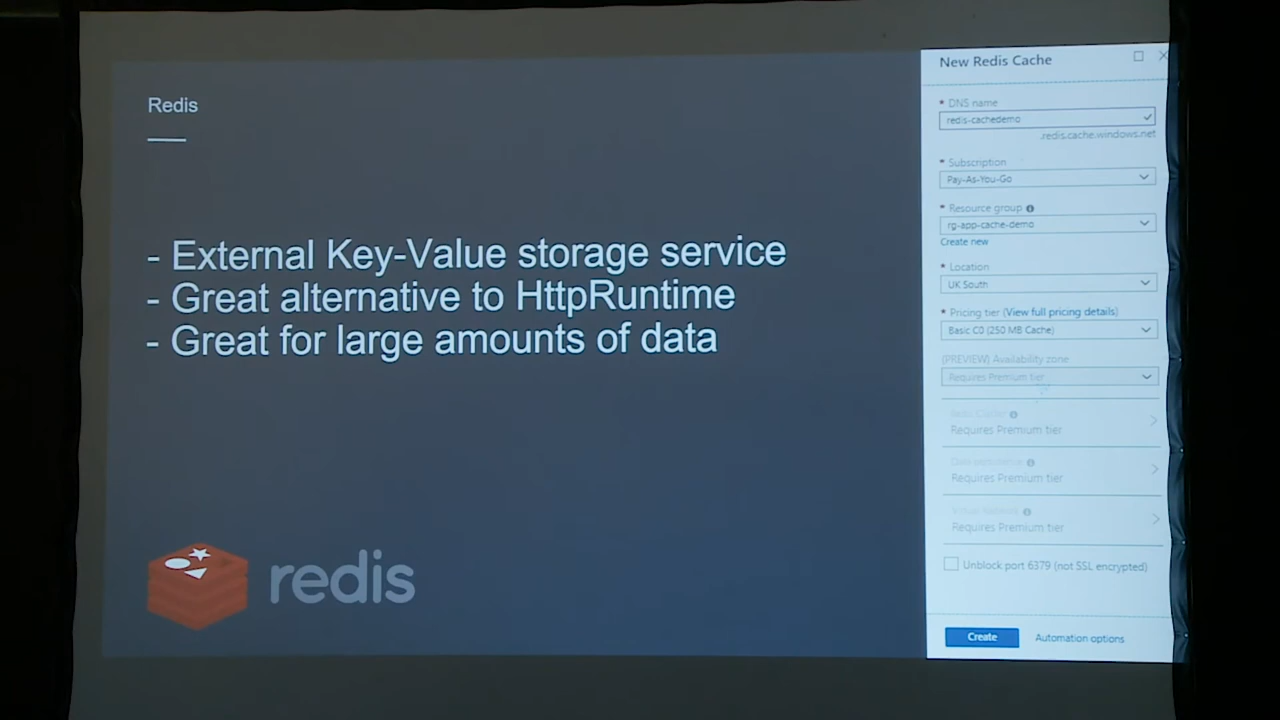 Redis
- External Key-Value storage service
- Great alternative to HttpRuntime
- Great for large amounts of data
redis
New Redis Cache
* DNS name
redis-cachedemo
.redis.cache.windows.net
* Subscription
Pay-As-You-Go
* Resource group
rg-app-cache-demo
Create new
* Location
UK South
* Pricing tier (View full pricing details)
Basic C0 (250 MB Cache)
(PREVIEW) Availability zone
Requires Premium tier
Requires Premium tier
Requires Premium tier
Requires Premium tier
Unblock port 6379 (not SSL encrypted)
Create
Automation options